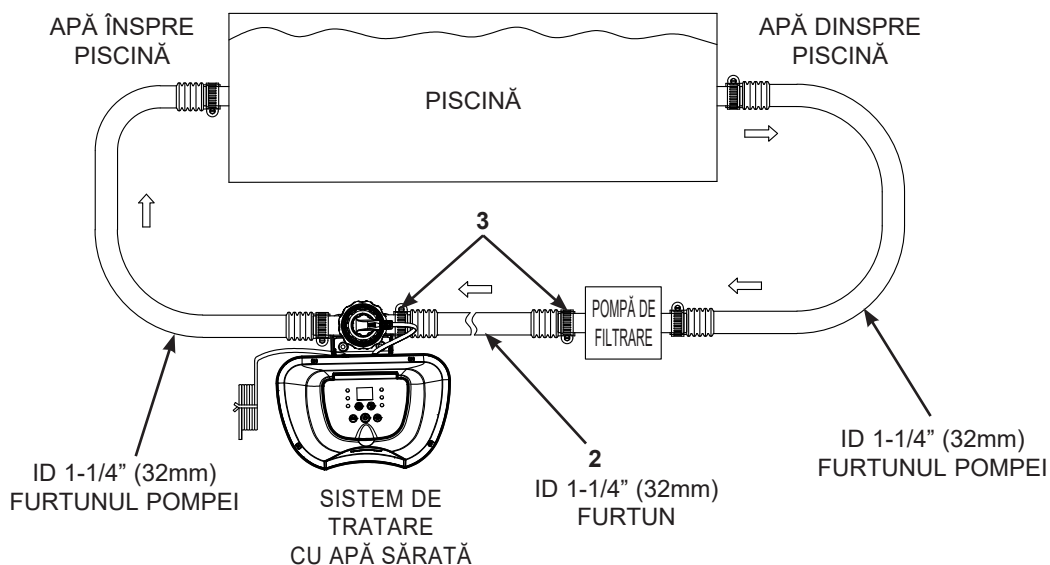 APĂ ÎNSPRE
PISCINĂ
APĂ DINSPRE
PISCINĂ
PISCINĂ
3
POMPĂ DE
FILTRARE
ID 1-1/4” (32mm)
FURTUNUL POMPEI
SISTEM DE
TRATARE
CU APĂ SĂRATĂ
2
ID 1-1/4” (32mm)
FURTUN
ID 1-1/4” (32mm)
FURTUNUL POMPEI